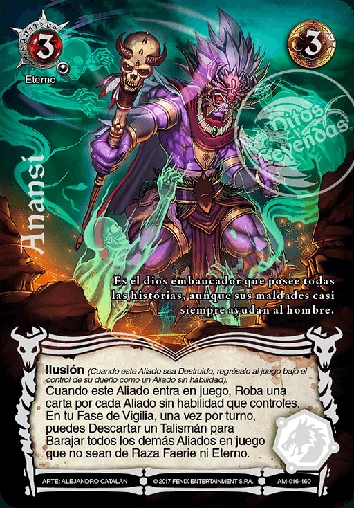 3
3
Eterno
Mitos
y Leyendas
Anansi
Es el dios embaucador que posee todas
las historias, aunque sus maldades casi
siempre ayudan al hombre.
Ilusión (Cuando este Aliado sea Destruido, regrésalo al juego bajo el
control de su dueño como un Aliado sin habilidad).
Cuando este Aliado entra en juego, Roba una
carta por cada Aliado sin habilidad que controles.
En tu Fase de Vigilia, una vez por turno,
puedes Descartar un Talismán para
Barajar todos los demás Aliados en juego
que no sean de Raza Faerie ni Eterno.
ARTE: ALEJANDRO CATALÁN
© 2017 FENIX ENTERTAINMENT S.P.A.